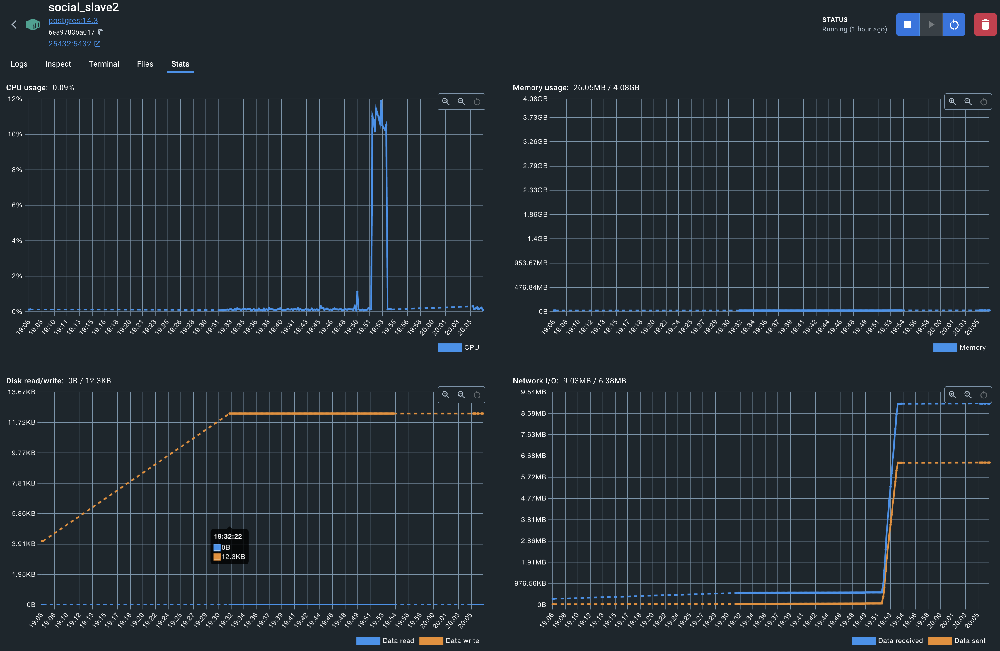 social_slave2
postgres:14.3
6ea9783ba017
25432:5432
STATUS
Running (1 hour ago)
Logs Inspect Terminal Files Stats
CPU usage: 0.09%
12%
10%
8%
6%
4%
2%
0%
19:06 19:08 19:10 19:11 19:13 19:15 19:16 19:18 19:20 19:21 19:23 19:25 19:26 19:28 19:30 19:31 19:33 19:35 19:36 19:38 19:40 19:41 19:43 19:45 19:46 19:48 19:50 19:51 19:53 19:55 19:56 19:58 20:00 20:01 20:03 20:05
CPU
Memory usage: 26.05MB / 4.08GB
4.08GB
3.73GB
3.26GB
2.79GB
2.33GB
1.86GB
1.4GB
953.67MB
476.84MB
0B
19:06 19:08 19:10 19:12 19:13 19:15 19:17 19:18 19:20 19:22 19:24 19:25 19:27 19:29 19:30 19:32 19:34 19:36 19:37 19:39 19:41 19:42 19:44 19:46 19:48 19:49 19:51 19:53 19:54 19:56 19:58 20:00 20:01 20:03 20:05
Memory
Disk read/write: 0B / 12.3KB
13.67KB
11.72KB
9.77KB
7.81KB
5.86KB
3.91KB
1.95KB
0B
19:32:22
0B
12.3KB
19:06 19:08 19:10 19:12 19:13 19:15 19:17 19:18 19:20 19:22 19:24 19:25 19:27 19:29 19:30 19:32 19:34 19:36 19:37 19:39 19:41 19:42 19:44 19:46 19:48 19:49 19:51 19:53 19:54 19:56 19:58 20:00 20:01 20:03 20:05
Data read Data write
Network I/O: 9.03MB / 6.38MB
9.54MB
8.58MB
7.63MB
6.68MB
5.72MB
4.77MB
3.81MB
2.86MB
1.91MB
976.56KB
0B
19:06 19:08 19:10 19:12 19:13 19:15 19:17 19:18 19:20 19:22 19:24 19:25 19:27 19:29 19:30 19:32 19:34 19:36 19:37 19:39 19:41 19:42 19:44 19:46 19:48 19:49 19:51 19:53 19:54 19:56 19:58 20:00 20:01 20:03 20:05
Data received Data sent